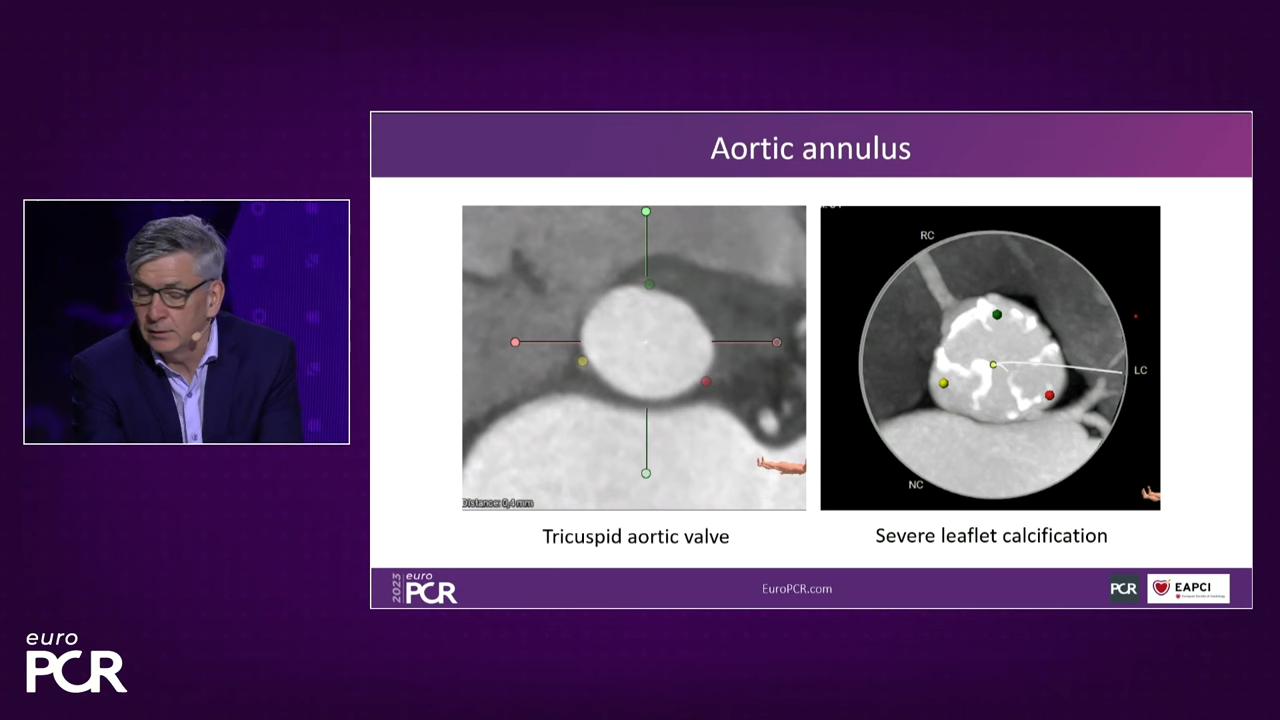 Aortic annulus
RC
LC
NC
Distance: 0,4 mm
Tricuspid aortic valve
Severe leaflet calcification
2023 euro
PCR
EuroPCR.com
PCR
EAPCI
euro
PCR